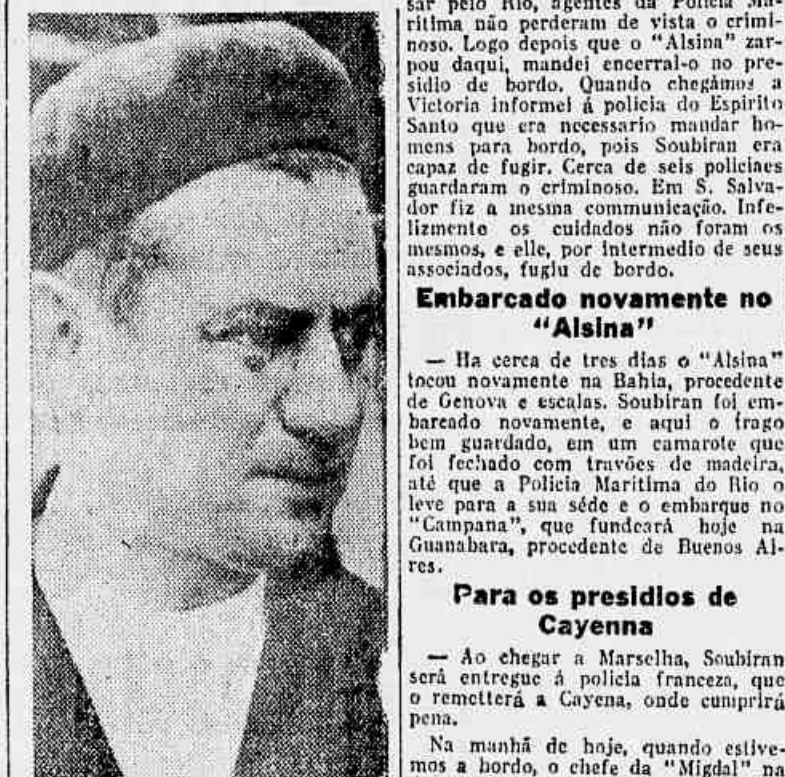 sar pelo Rio, agentes da Policia Ma-
ritima não perderam de vista o crimi-
noso. Logo depois que o "Alsina" zar-
pou daqui, mandei encerral-o no pre-
sidio de bordo. Quando chegámos a
Victoria informei á policia do Espirito
Santo que era necessario mandar ho-
mens para bordo, pois Soubiran era
capaz de fugir. Cerca de seis policiaes
guardaram o criminoso. Em S. Salva-
dor fiz a mesma communicação. Infe-
lizmente os cuidados não foram os
mesmos, e elle, por intermedio de seus
associados, fugiu de bordo.
Embarcado novamente no
"Alsina"
— Ha cerca de tres dias o "Alsina"
tocou novamente na Bahia, procedente
de Genova e escalas. Soubiran foi em-
barcado novamente, e aqui o trago
bem guardado, em um camarote que
foi fechado com travões de madeira,
até que a Policia Maritima do Rio o
leve para a sua séde e o embarque no
"Campana", que fundeará hoje na
Guanabara, procedente de Buenos Ai-
res.
Para os presidios de
Cayenna
— Ao chegar a Marselha, Soubiran
será entregue á policia franceza, que
o remetterá a Cayena, onde cumprirá
pena.
Na manhã de hoje, quando estive-
mos a bordo, o chefe da "Migdal" na